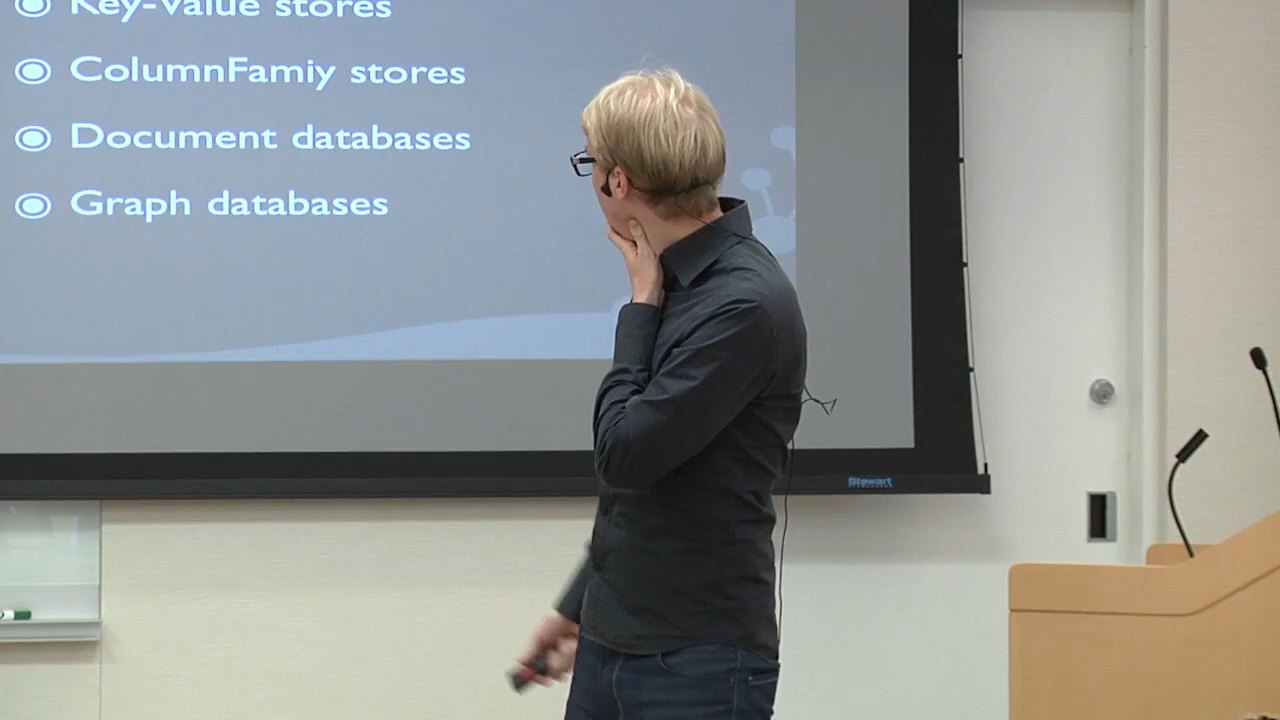 Key-Value stores
ColumnFamiy stores
Document databases
Graph databases
Stewart